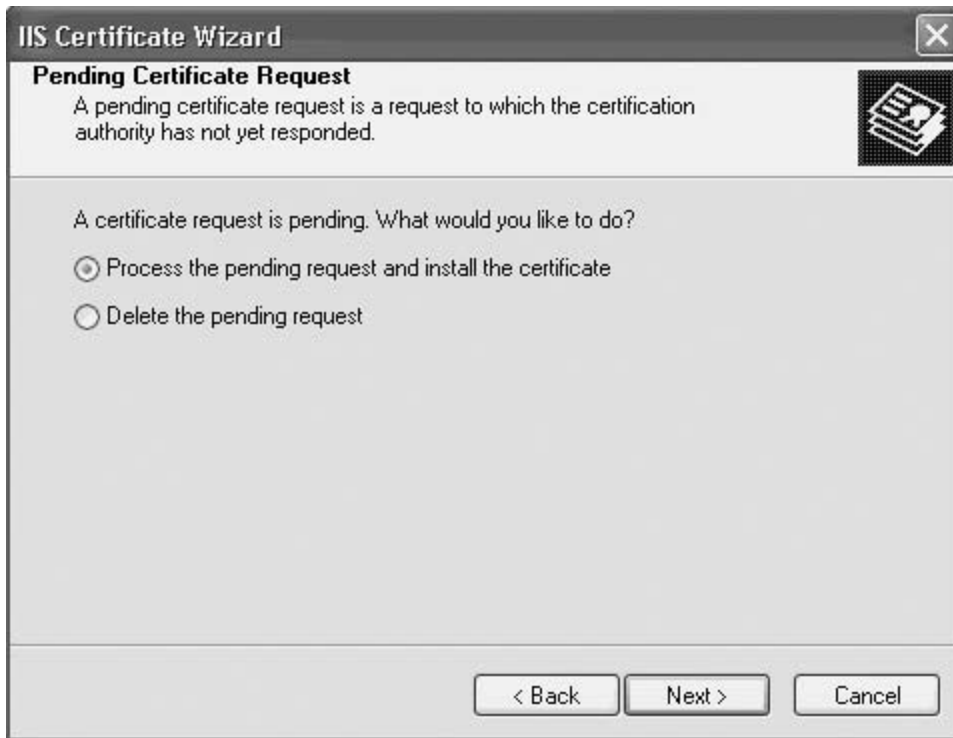 IIS Certificate Wizard
Pending Certificate Request
A pending certificate request is a request to which the certification
authority has not yet responded.
A certificate request is pending. What would you like to do?
Process the pending request and install the certificate
Delete the pending request
< Back
Next >
Cancel